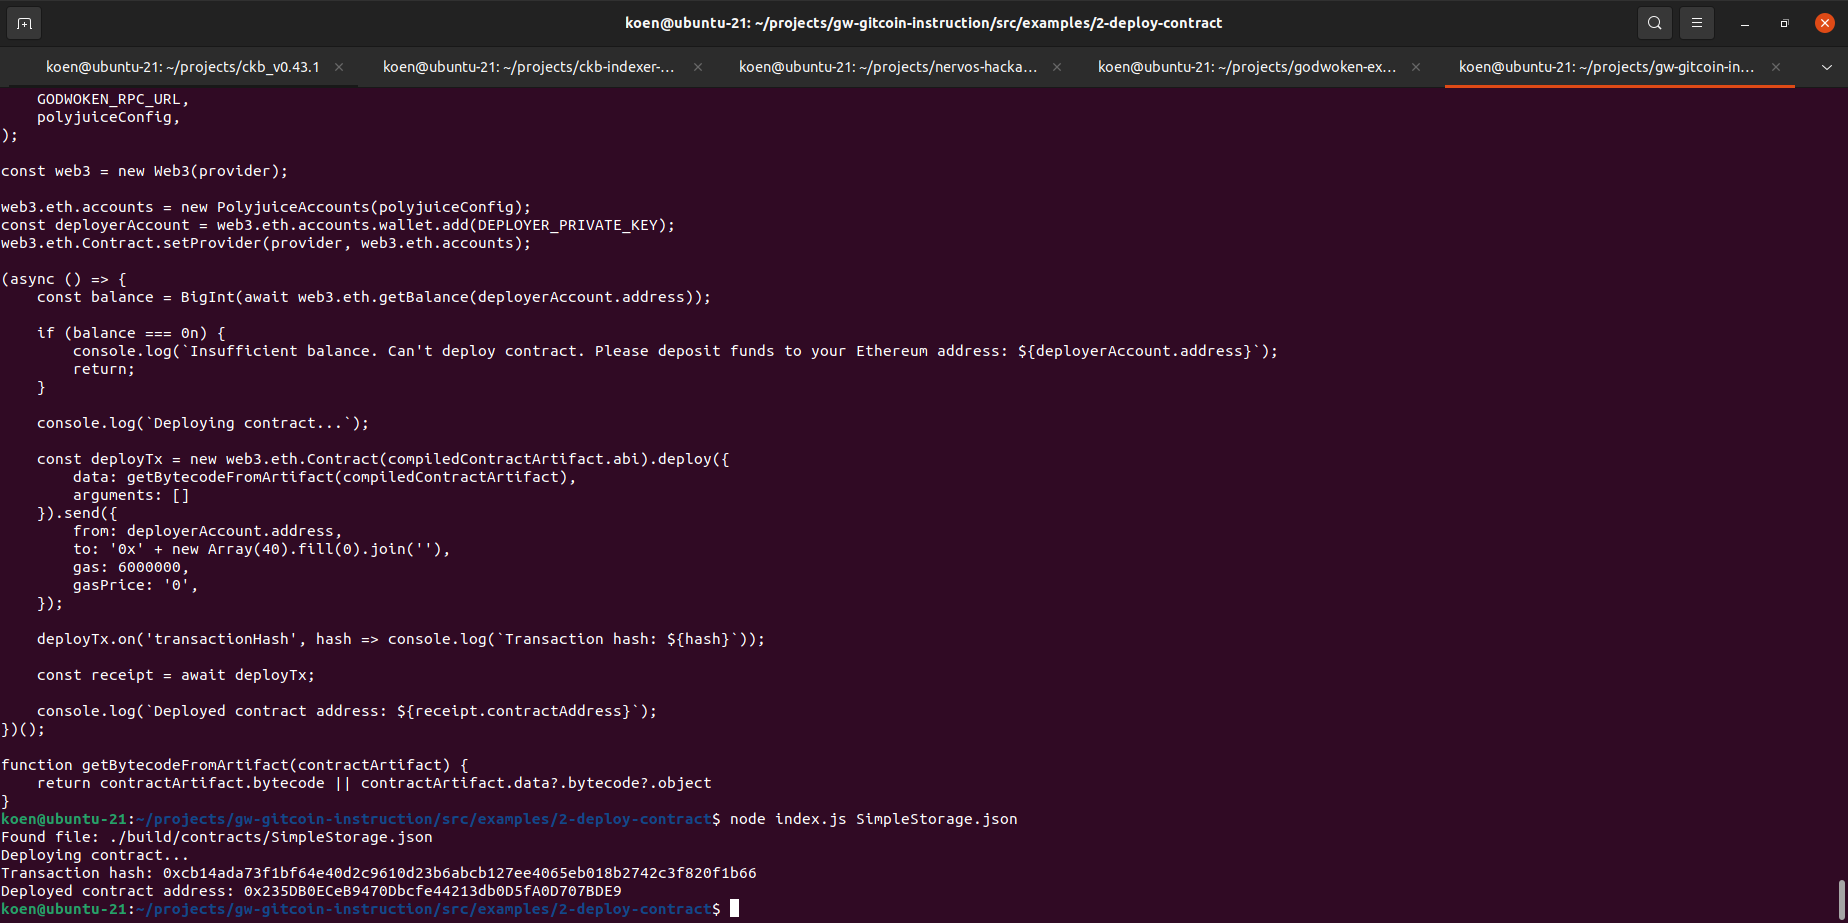 koen@ubuntu-21: ~/projects/gw-gitcoin-instruction/src/examples/2-deploy-contract
koen@ubuntu-21: ~/projects/ckb_v0.43.1
koen@ubuntu-21: ~/projects/ckb-indexer-...
koen@ubuntu-21: ~/projects/nervos-hacka...
koen@ubuntu-21: ~/projects/godwoken-ex...
koen@ubuntu-21: ~/projects/gw-gitcoin-in...
    GODWOKEN_RPC_URL,
    polyjuiceConfig,
);
const web3 = new Web3(provider);
web3.eth.accounts = new PolyjuiceAccounts(polyjuiceConfig);
const deployerAccount = web3.eth.accounts.wallet.add(DEPLOYER_PRIVATE_KEY);
web3.eth.Contract.setProvider(provider, web3.eth.accounts);
(async () => {
    const balance = BigInt(await web3.eth.getBalance(deployerAccount.address));
    if (balance === 0n) {
        console.log(`Insufficient balance. Can't deploy contract. Please deposit funds to your Ethereum address: ${deployerAccount.address}`);
        return;
    }
    console.log(`Deploying contract...`);
    const deployTx = new web3.eth.Contract(compiledContractArtifact.abi).deploy({
        data: getBytecodeFromArtifact(compiledContractArtifact),
        arguments: []
    }).send({
        from: deployerAccount.address,
        to: '0x' + new Array(40).fill(0).join(''),
        gas: 6000000,
        gasPrice: '0',
    });
    deployTx.on('transactionHash', hash => console.log(`Transaction hash: ${hash}`));
    const receipt = await deployTx;
    console.log(`Deployed contract address: ${receipt.contractAddress}`);
})();
function getBytecodeFromArtifact(contractArtifact) {
    return contractArtifact.bytecode || contractArtifact.data?.bytecode?.object
}
koen@ubuntu-21:~/projects/gw-gitcoin-instruction/src/examples/2-deploy-contract$ node index.js SimpleStorage.json
Found file: ./build/contracts/SimpleStorage.json
Deploying contract...
Transaction hash: 0xcb14ada73f1bf64e40d2c9610d23b6abcb127ee4065eb018b2742c3f820f1b66
Deployed contract address: 0x235DB0ECeB9470Dbcfe44213db0D5fA0D707BDE9
koen@ubuntu-21:~/projects/gw-gitcoin-instruction/src/examples/2-deploy-contract$